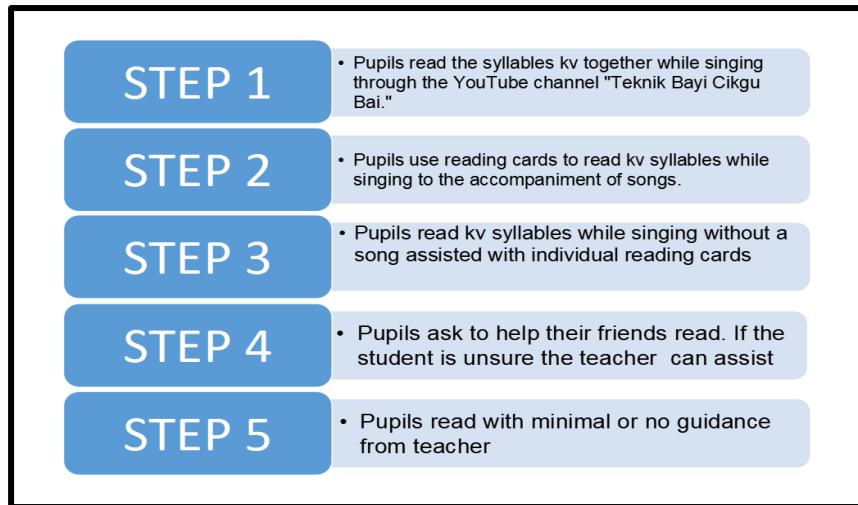 STEP 1
• Pupils read the syllables kv together while singing
through the YouTube channel "Teknik Bayi Cikgu
Bai."
STEP 2
• Pupils use reading cards to read kv syllables while
singing to the accompaniment of songs.
STEP 3
• Pupils read kv syllables while singing without a
song assisted with individual reading cards
STEP 4
• Pupils ask to help their friends read. If the
student is unsure the teacher can assist
STEP 5
• Pupils read with minimal or no guidance
from teacher